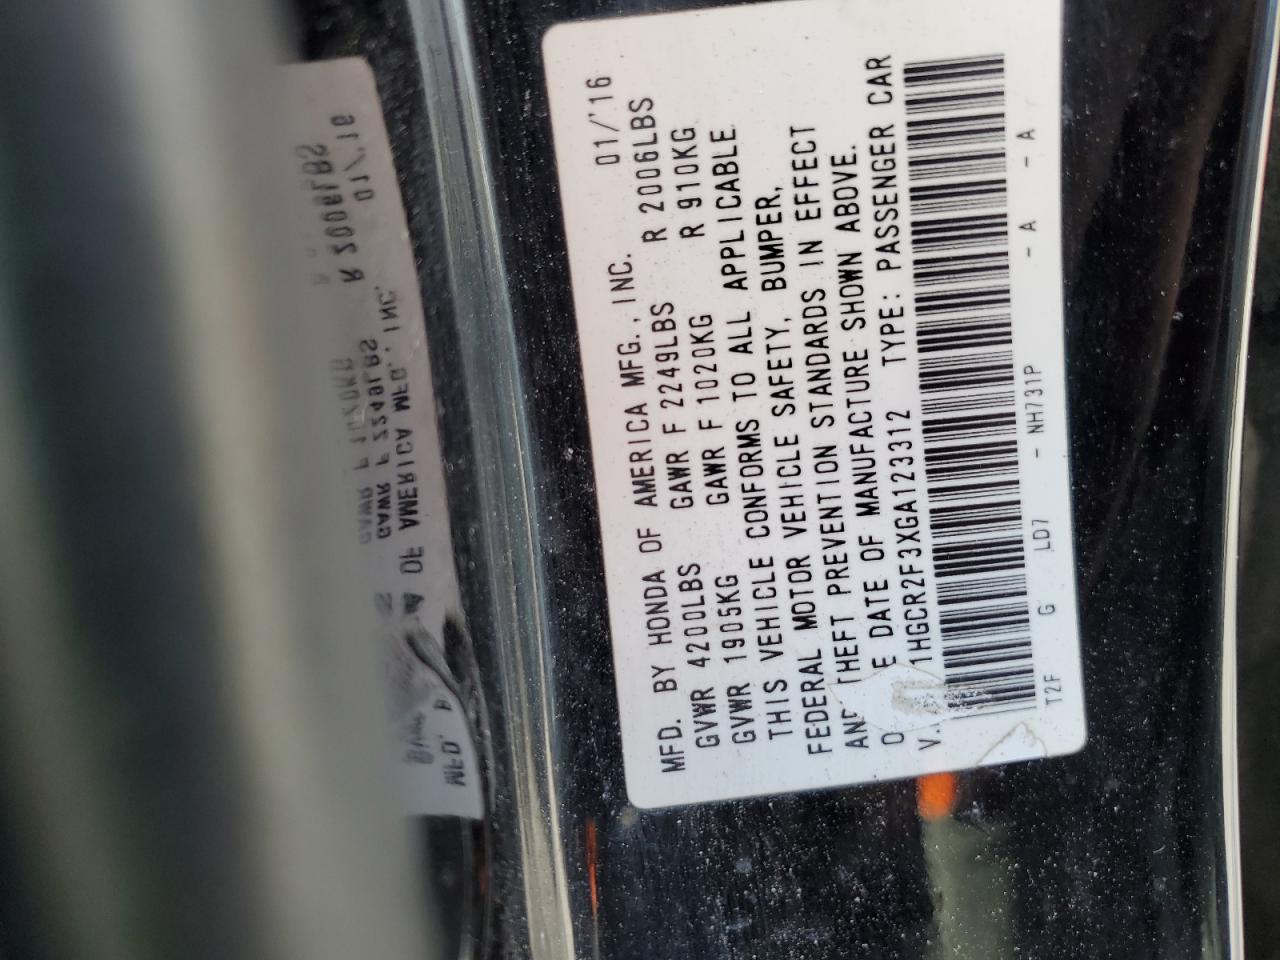 MFD. BY HONDA OF AMERICA MFG., INC. 01/'16
GVWR 4200LBS GAWR F 2249LBS R 2006LBS
GVWR 1905KG GAWR F 1020KG R 910KG
THIS VEHICLE CONFORMS TO ALL APPLICABLE
FEDERAL MOTOR VEHICLE SAFETY, BUMPER,
AND THEFT PREVENTION STANDARDS IN EFFECT
O E DATE OF MANUFACTURE SHOWN ABOVE.
V. 1HGCR2F3XGA123312 TYPE: PASSENGER CAR
T2F G LD7 - NH731P - A - A